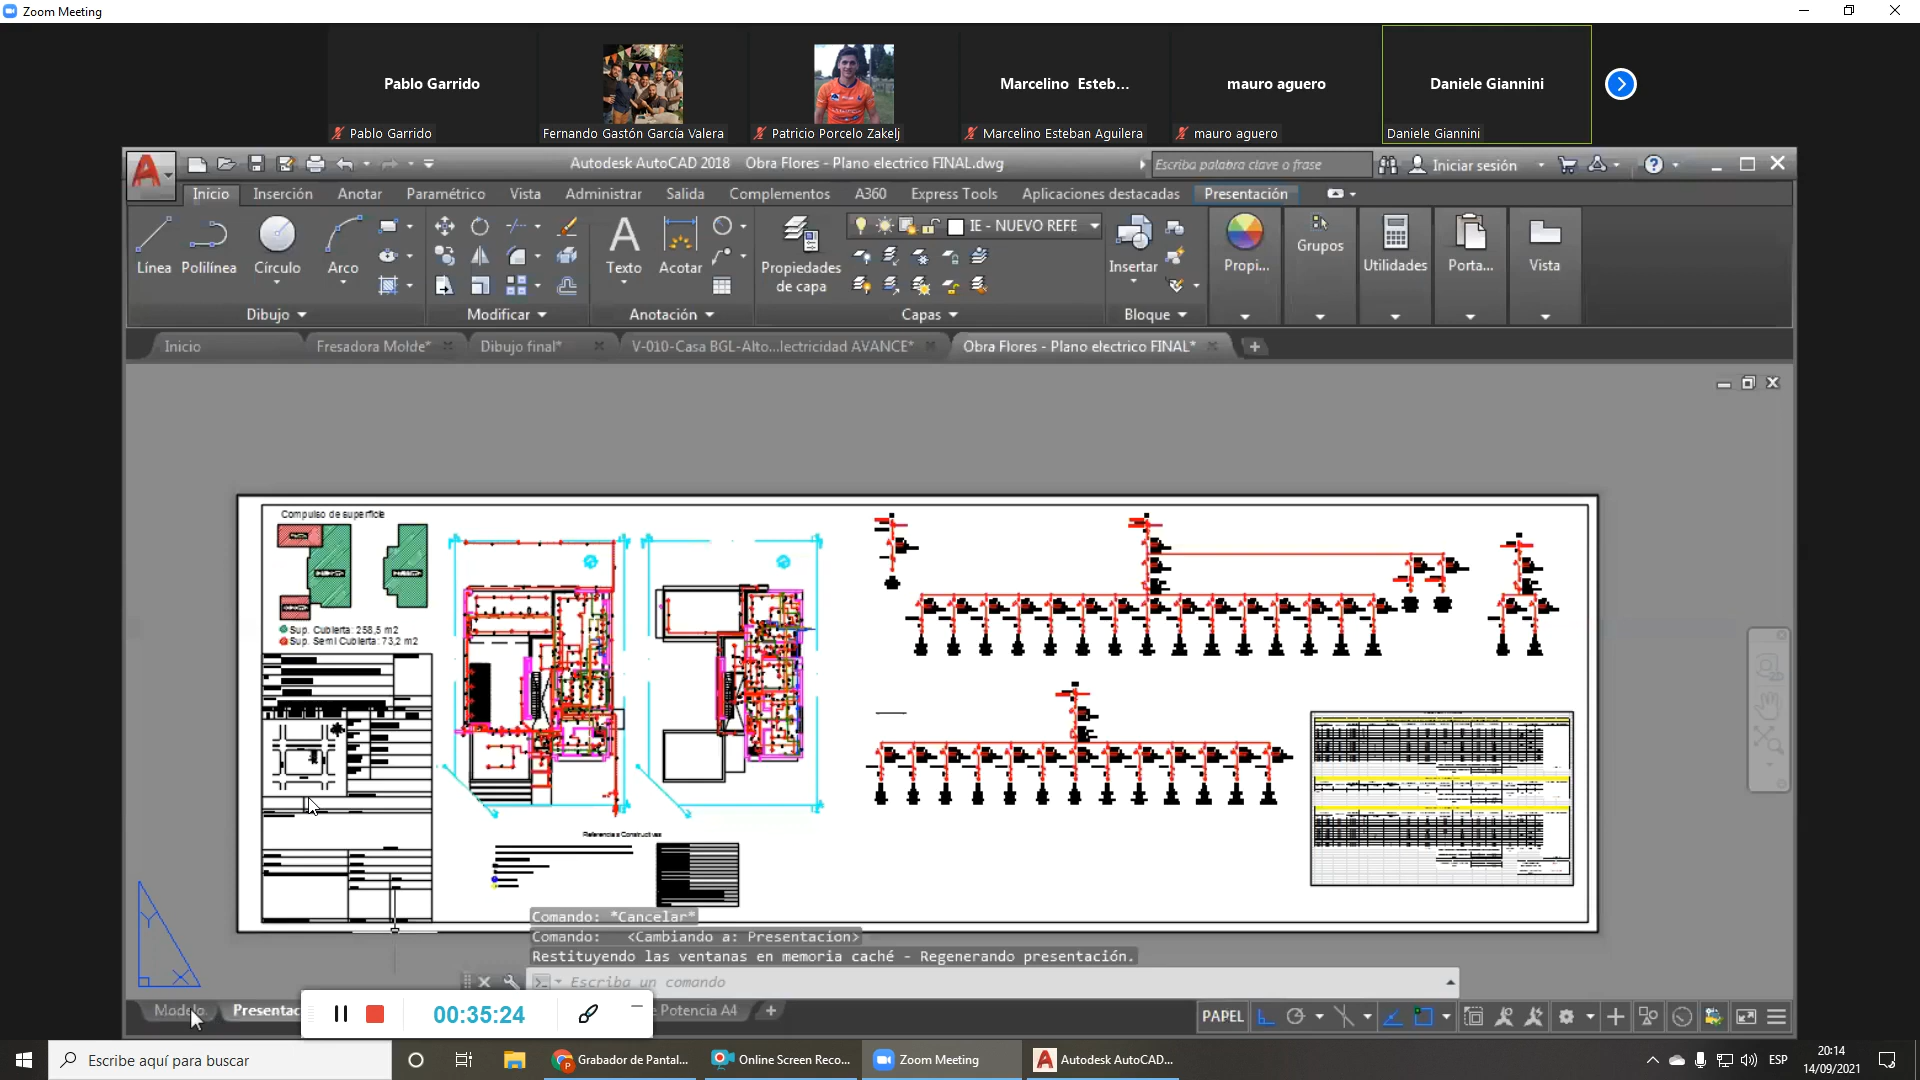 Zoom Meeting
Pablo Garrido
Marcelino Esteb...
mauro aguero
Daniele Giannini
Pablo Garrido
Fernando Gastón García Valera
Patricio Porcelo Zakelj
Marcelino Esteban Aguilera
mauro aguero
Daniele Giannini
Autodesk AutoCAD 2018 Obra Flores - Plano electrico FINAL.dwg
Escriba palabra clave o frase
Iniciar sesión
Inicio Inserción Anotar Paramétrico Vista Administrar Salida Complementos A360 Express Tools Aplicaciones destacadas Presentación
IE - NUEVO REFE
Línea Polilínea Círculo Arco
Texto Acotar
Propiedades de capa
Insertar
Propi...
Grupos
Utilidades
Porta...
Vista
Dibujo Modificar Anotación Capas Bloque
Inicio Fresadora Molde* Dibujo final* V-010-Casa BGL-Alto...lectricidad AVANCE* Obra Flores - Plano electrico FINAL*
Compulso de superficie
Sup. Cubierta: 258,5 m2
Sup. Semi Cubierta: 73,2 m2
Referencias Constructivas
Comando: *Cancelar*
Comando: <Cambiando a: Presentacion>
Restituyendo las ventanas en memoria caché - Regenerando presentación.
Escriba un comando
Y
X
Modelo Presentac
00:35:24
Potencia A4
PAPEL
Escribe aquí para buscar
Grabador de Pantal...
Online Screen Reco...
Zoom Meeting
Autodesk AutoCAD...
ESP
20:14
14/09/2021